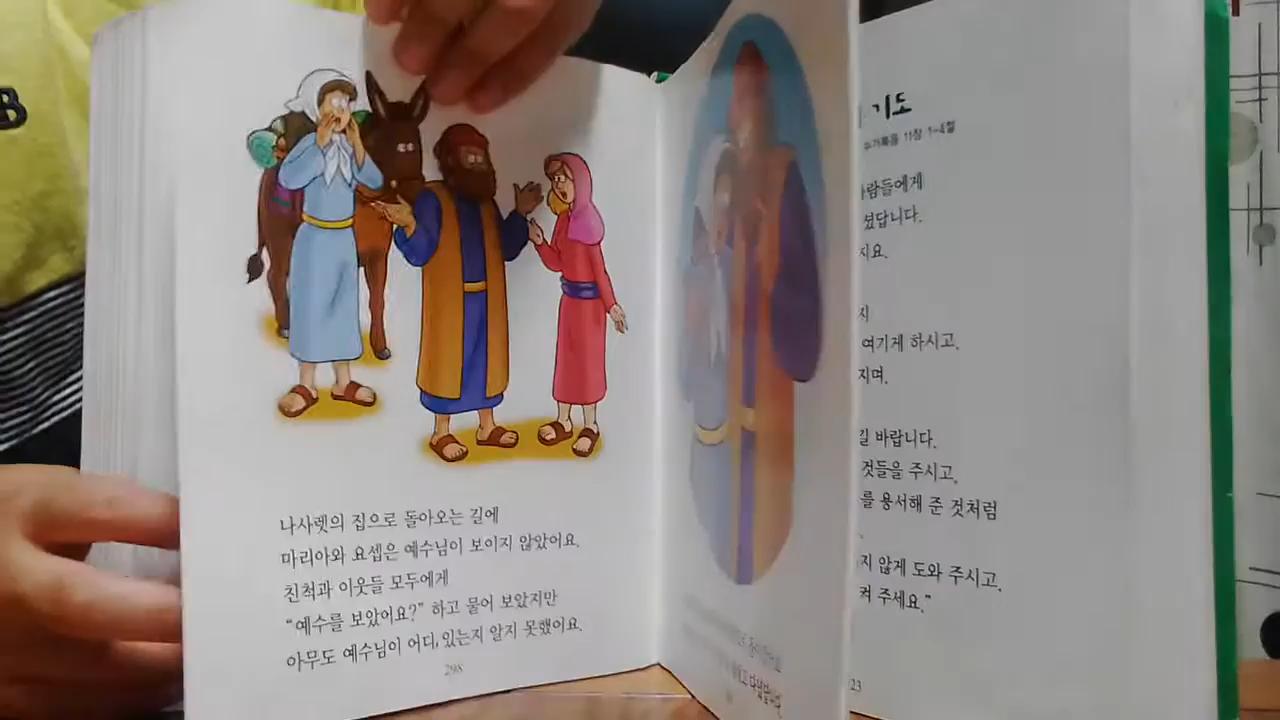 B
나사렛의 집으로 돌아오는 길에
마리아와 요셉은 예수님이 보이지 않았어요.
친척과 이웃들 모두에게
"예수를 보았어요?" 하고 물어 보았지만
아무도 예수님이 어디 있는지 알지 못했어요.
298
기도
11장 1~4절
람들에게
셨답니다.
지요.
지
여기게 하시고,
지며,
길 바랍니다.
것들을 주시고,
를 용서해 준 것처럼
지 않게 도와 주시고,
켜 주세요."
23